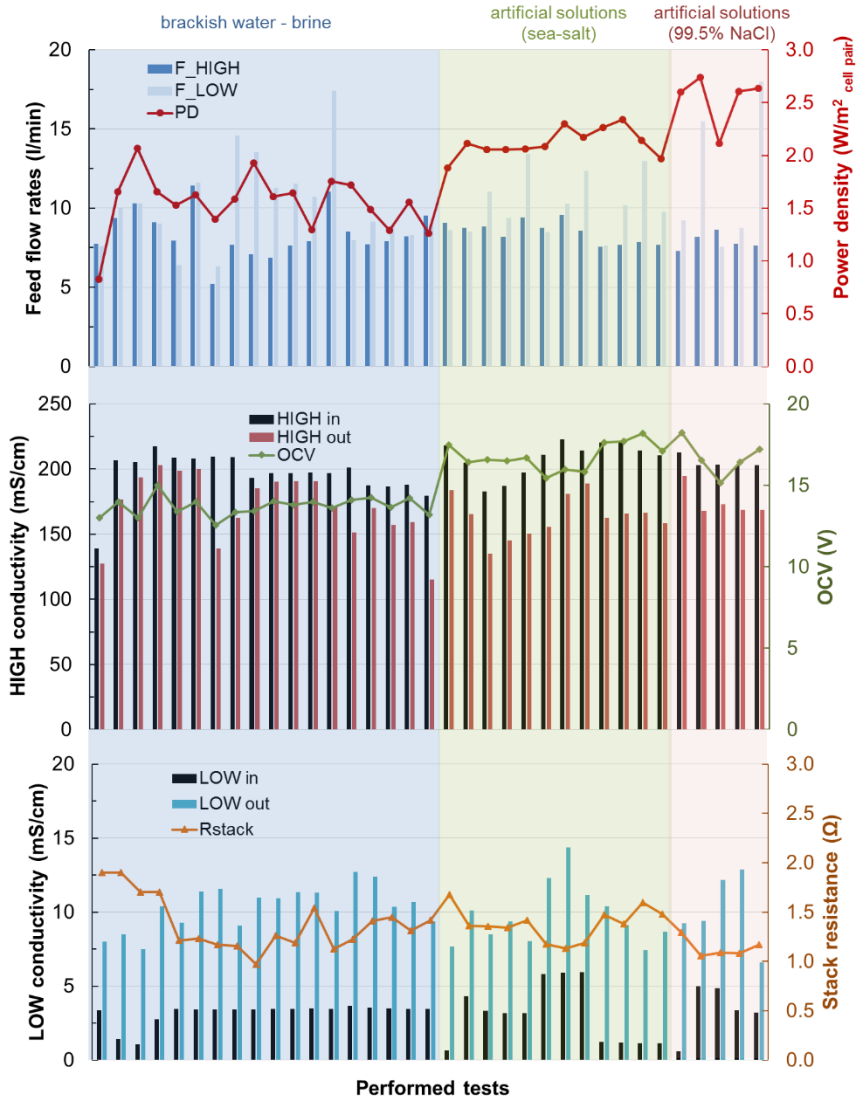 brackish water - brine
artificial solutions
(sea-salt)
artificial solutions
(99.5% NaCl)
Feed flow rates (l/min)
20
15
10
5
0
F_HIGH
F_LOW
PD
3.0
2.5
2.0
1.5
1.0
0.5
0.0
Power density (W/m² cell pair)
HIGH conductivity (mS/cm)
250
200
150
100
50
0
HIGH in
HIGH out
OCV
20
15
10
5
0
OCV (V)
LOW conductivity (mS/cm)
20
15
10
5
0
LOW in
LOW out
Rstack
3.0
2.5
2.0
1.5
1.0
0.5
0.0
Stack resistance (Ω)
Performed tests